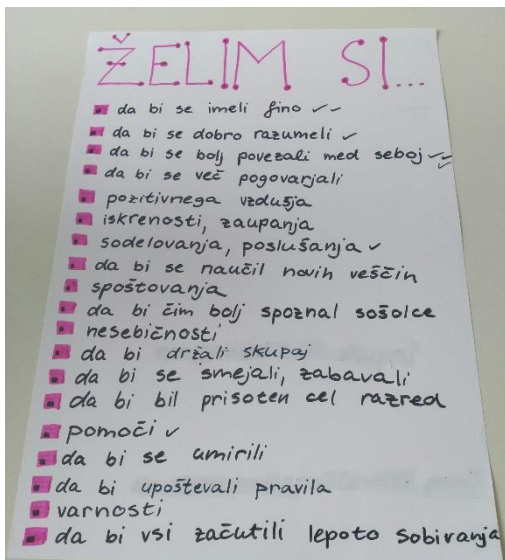 ŽELIM SI...
da bi se imeli fino ✓✓
da bi se dobro razumeli ✓
da bi se bolj povezali med seboj ✓✓
da bi se več pogovarjali
pozitivnega vzdušja
iskrenosti, zaupanja
sodelovanja, poslušanja ✓
da bi se naučil novih veščin
spoštovanja
da bi čim bolj spoznal sošolce
nesebičnosti
da bi držali skupaj
da bi se smejali, zabavali
da bi bil prisoten cel razred
pomoči ✓
da bi se umirili
da bi upoštevali pravila
varnosti
da bi vsi začutili lepoto sobivanja